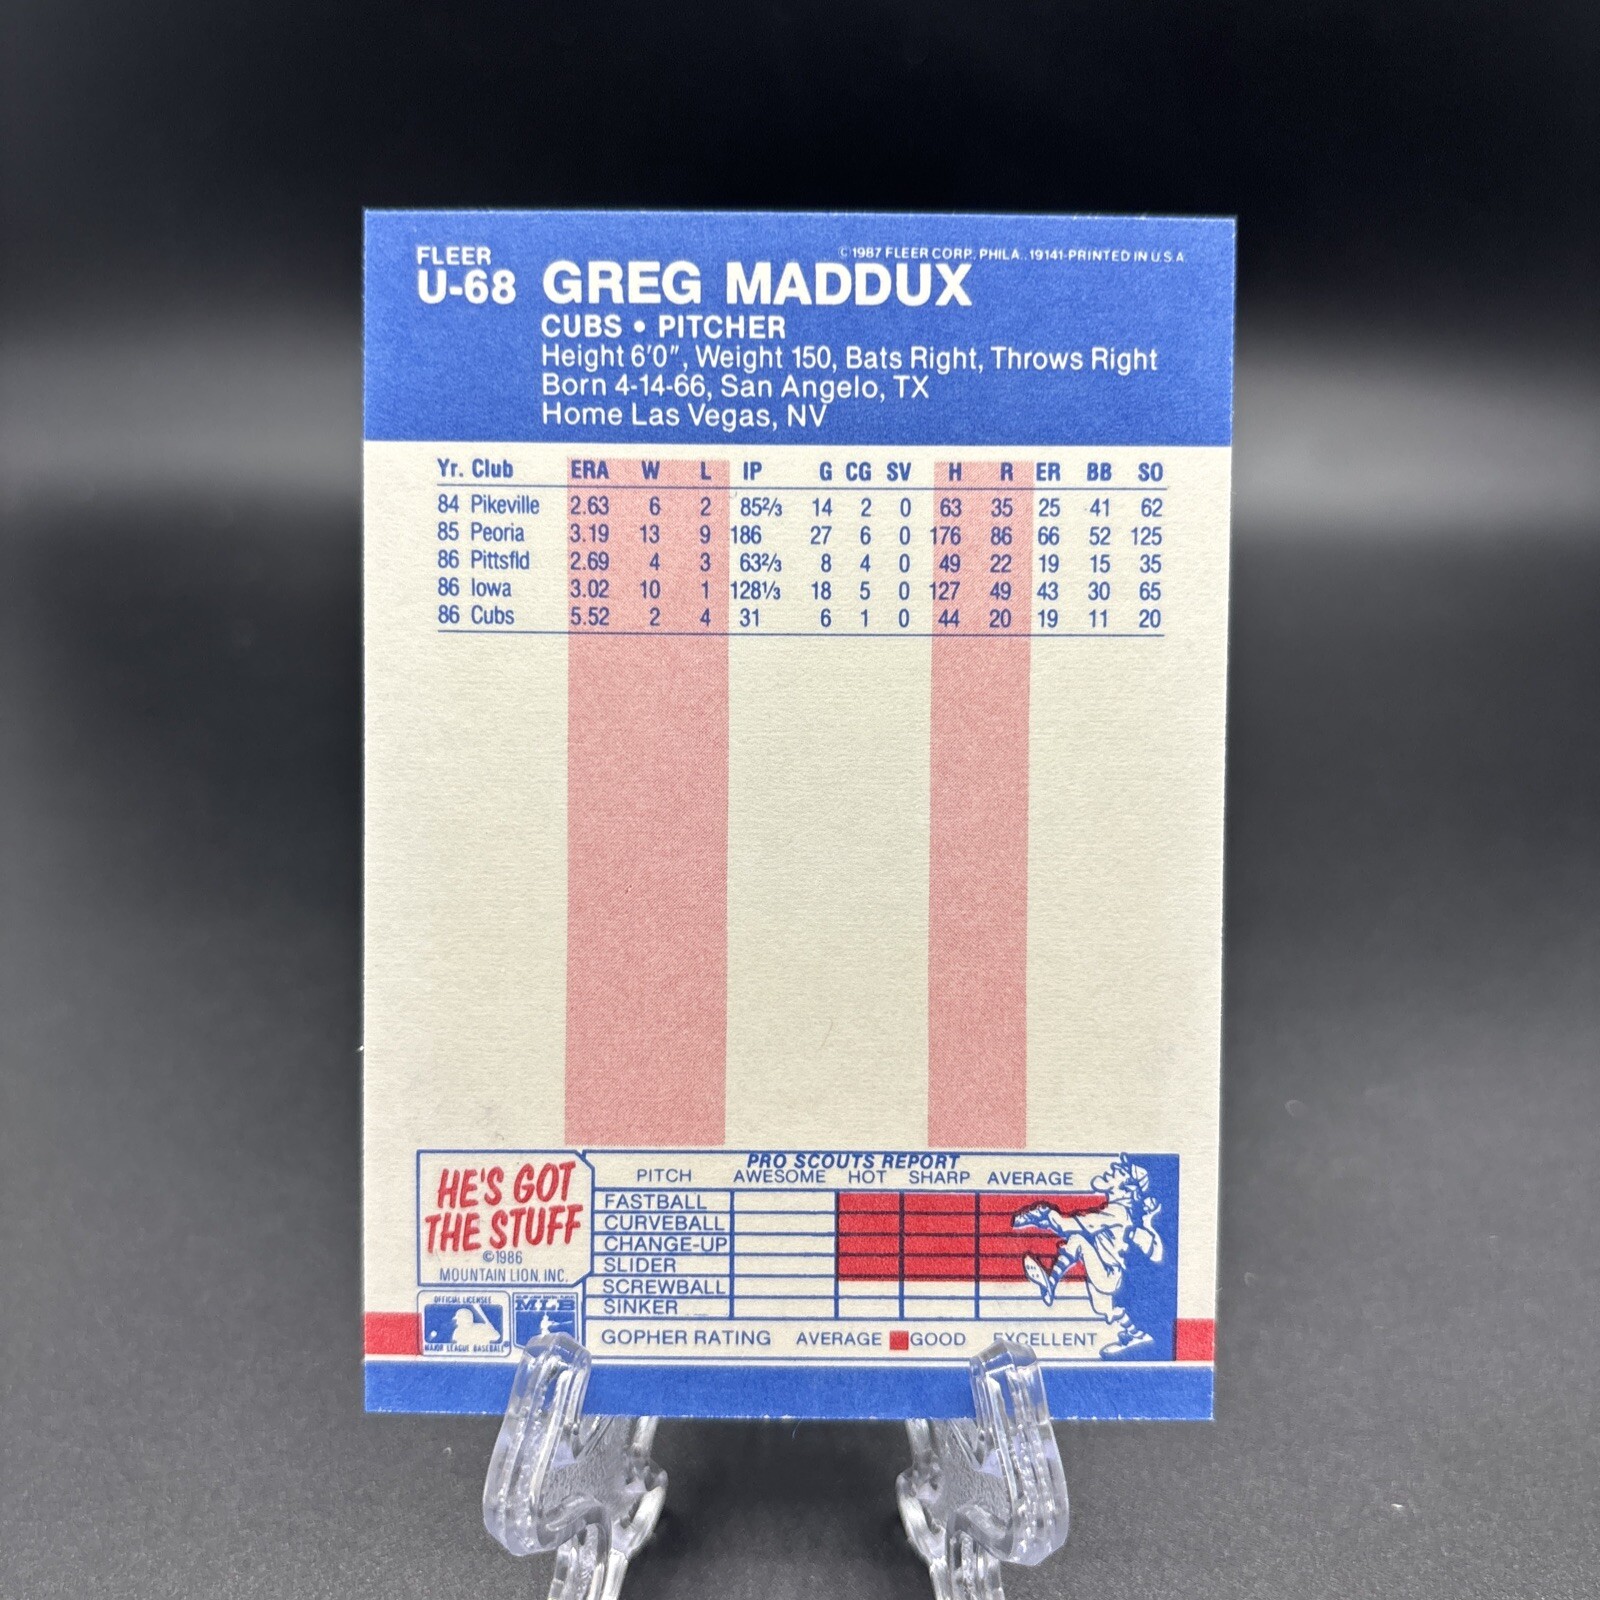 FLEER
U-68
©1987 FLEER CORP., PHILA., 19141-PRINTED IN U.S.A.
GREG MADDUX
CUBS • PITCHER
Height 6'0", Weight 150, Bats Right, Throws Right
Born 4-14-66, San Angelo, TX
Home Las Vegas, NV
Yr. Club ERA W L IP G CG SV H R ER BB SO
84 Pikeville 2.63 6 2 85⅔ 14 2 0 63 35 25 41 62
85 Peoria 3.19 13 9 186 27 6 0 176 86 66 52 125
86 Pittsfld 2.69 4 3 63⅔ 8 4 0 49 22 19 15 35
86 Iowa 3.02 10 1 128⅓ 18 5 0 127 49 43 30 65
86 Cubs 5.52 2 4 31 6 1 0 44 20 19 11 20
HE'S GOT
THE STUFF
©1986
MOUNTAIN LION, INC.
PRO SCOUTS REPORT
PITCH AWESOME HOT SHARP AVERAGE
FASTBALL
CURVEBALL
CHANGE-UP
SLIDER
SCREWBALL
SINKER
GOPHER RATING AVERAGE GOOD EXCELLENT
OFFICIAL LICENSEE
MAJOR LEAGUE BASEBALL
MLB